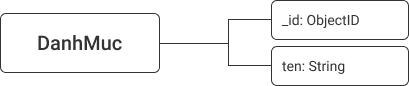 DanhMuc
_id: ObjectID
ten: String